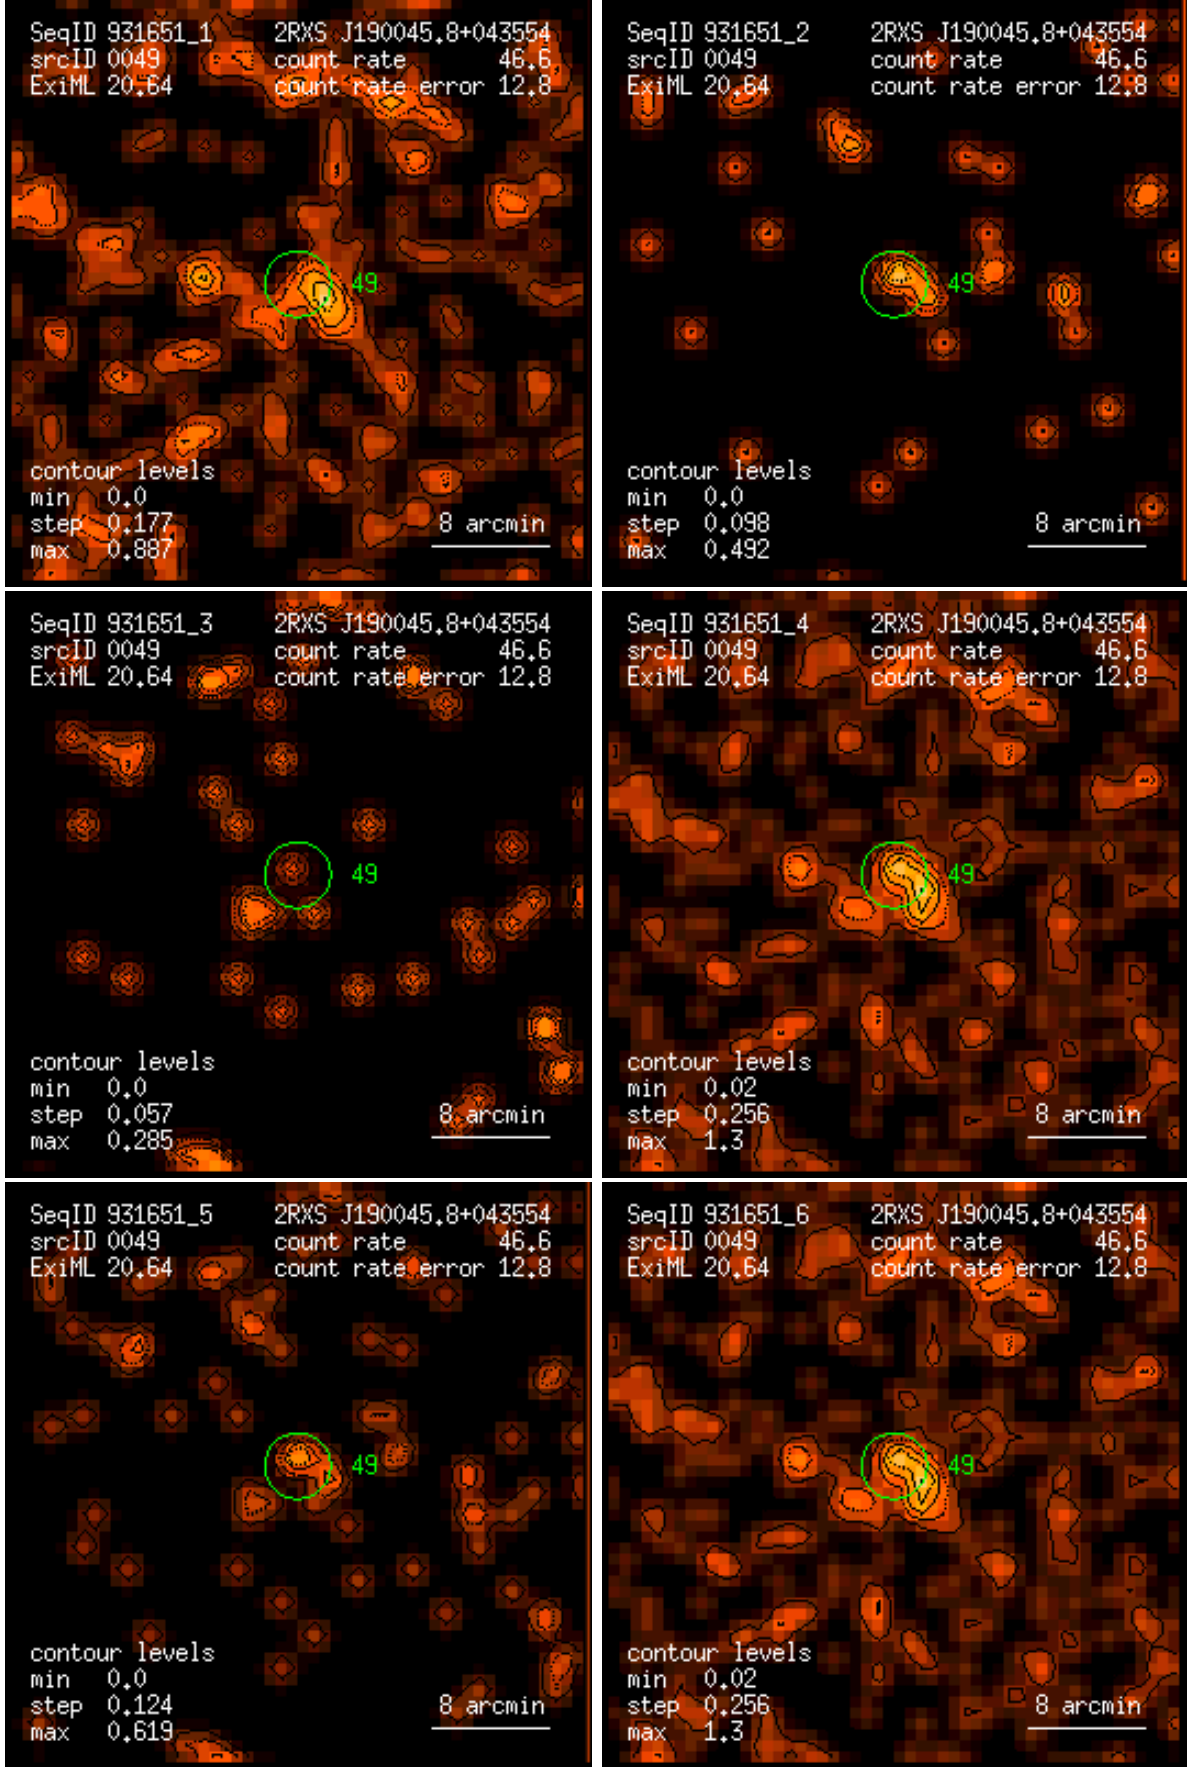 SeqID 931651_1 2RXS J190045.8+043554
srcID 0049 count rate 46.6
ExiML 20.64 count rate error 12.8
49
contour levels
min 0.0
step 0.177 8 arcmin
max 0.887
SeqID 931651_2 2RXS J190045.8+043554
srcID 0049 count rate 46.6
ExiML 20.64 count rate error 12.8
49
contour levels
min 0.0
step 0.098 8 arcmin
max 0.492
SeqID 931651_3 2RXS J190045.8+043554
srcID 0049 count rate 46.6
ExiML 20.64 count rate error 12.8
49
contour levels
min 0.0
step 0.057 8 arcmin
max 0.285
SeqID 931651_4 2RXS J190045.8+043554
srcID 0049 count rate 46.6
ExiML 20.64 count rate error 12.8
49
contour levels
min 0.02
step 0.256 8 arcmin
max 1.3
SeqID 931651_5 2RXS J190045.8+043554
srcID 0049 count rate 46.6
ExiML 20.64 count rate error 12.8
49
contour levels
min 0.0
step 0.124 8 arcmin
max 0.619
SeqID 931651_6 2RXS J190045.8+043554
srcID 0049 count rate 46.6
ExiML 20.64 count rate error 12.8
49
contour levels
min 0.02
step 0.256 8 arcmin
max 1.3